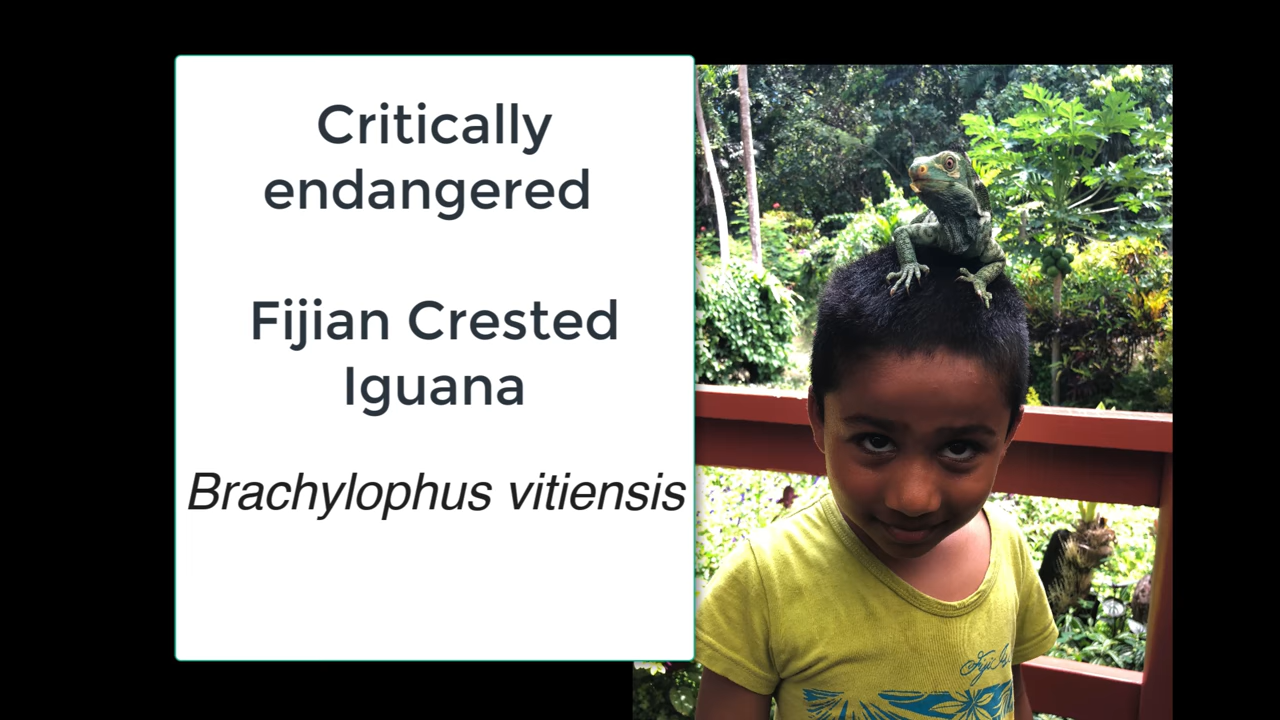 Critically
endangered
Fijian Crested
Iguana
Brachylophus vitiensis